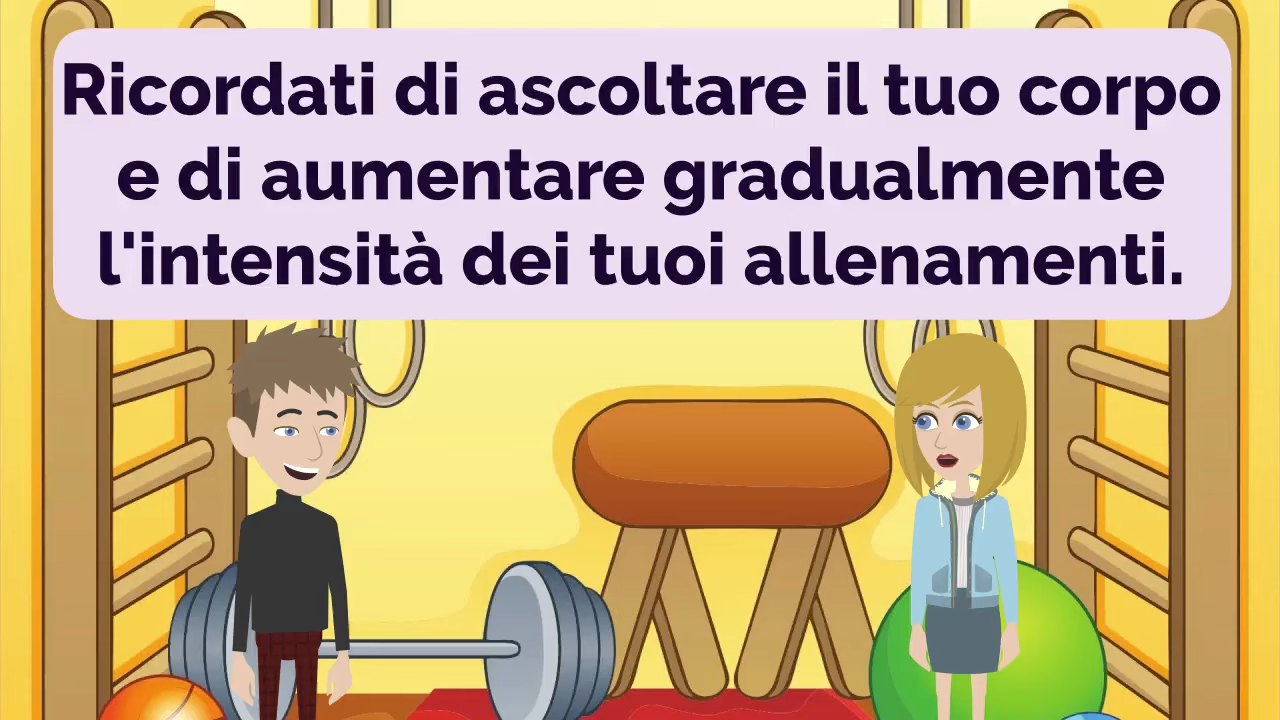 Ricordati di ascoltare il tuo corpo
e di aumentare gradualmente
l'intensità dei tuoi allenamenti.